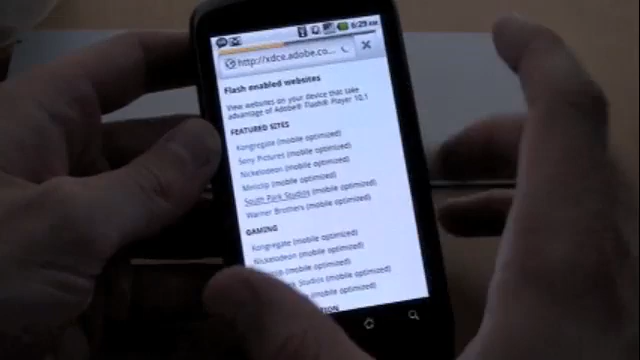 6:29 AM
http://xdce.adobe.co...
Flash enabled websites
View websites on your device that take
advantage of Adobe® Flash® Player 10.1
FEATURED SITES
Kongregate (mobile optimized)
Sony Pictures (mobile optimized)
Nickelodeon (mobile optimized)
Miniclip (mobile optimized)
South Park Studios (mobile optimized)
Warner Brothers (mobile optimized)
GAMING
Kongregate (mobile optimized)
Nickelodeon (mobile optimized)
(mobile optimized)
Studios (mobile optimized)
(mobile optimized)